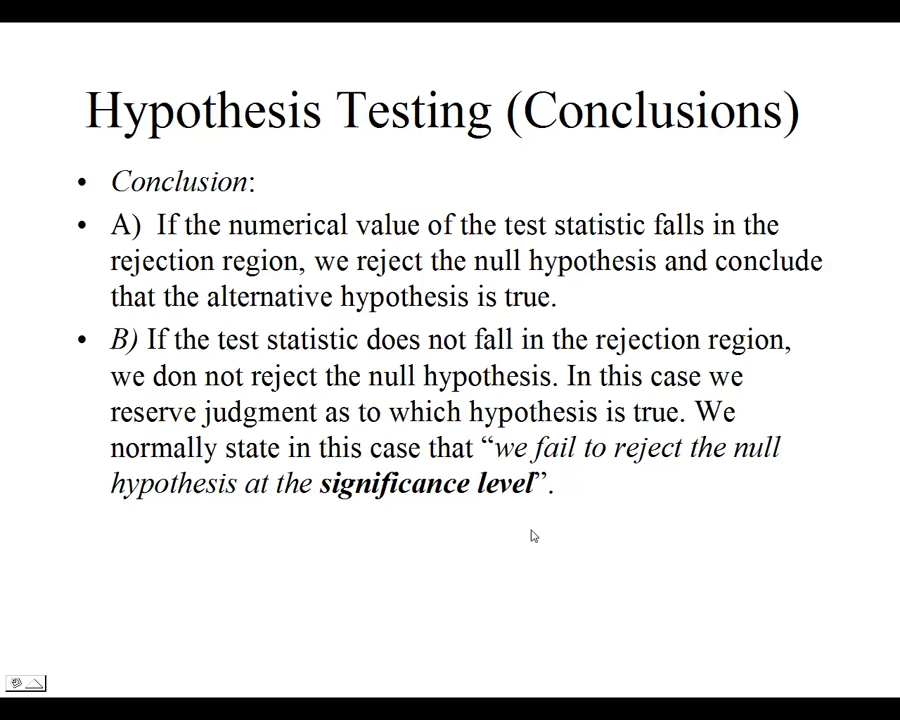 Hypothesis Testing (Conclusions)
• Conclusion:
• A) If the numerical value of the test statistic falls in the
rejection region, we reject the null hypothesis and conclude
that the alternative hypothesis is true.
• B) If the test statistic does not fall in the rejection region,
we don not reject the null hypothesis. In this case we
reserve judgment as to which hypothesis is true. We
normally state in this case that “we fail to reject the null
hypothesis at the significance level”.